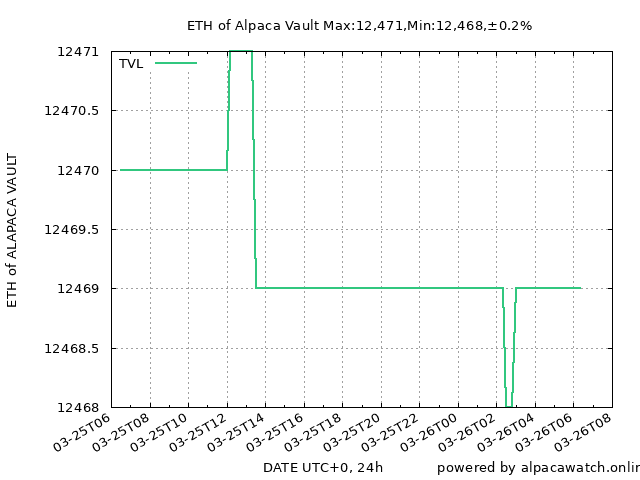 ETH of Alpaca Vault Max:12,471,Min:12,468,±0.2%
TVL
12471
12470.5
12470
12469.5
12469
12468.5
12468
ETH of ALAPACA VAULT
03-25T06
03-25T08
03-25T10
03-25T12
03-25T14
03-25T16
03-25T18
03-25T20
03-25T22
03-26T00
03-26T02
03-26T04
03-26T06
03-26T08
DATE UTC+0, 24h
powered by alpacawatch.onlin